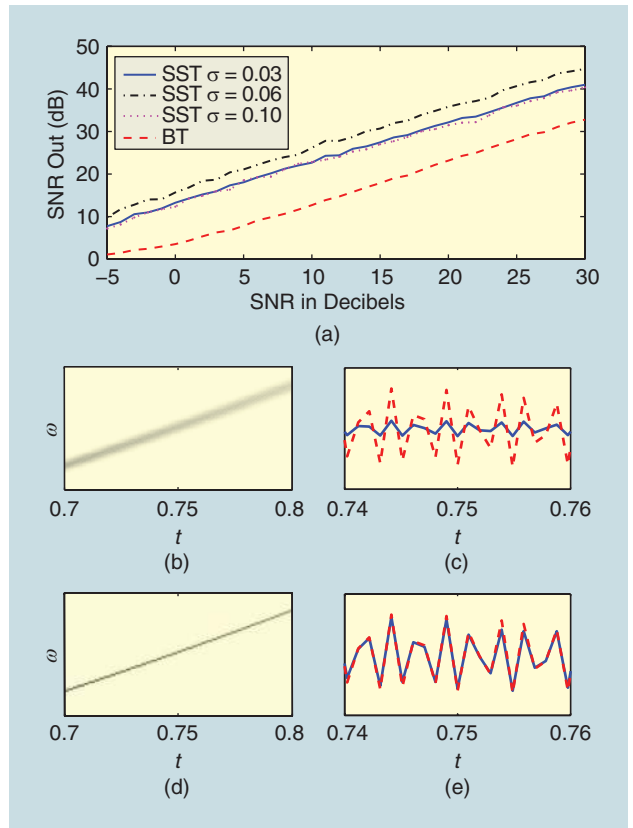 50
40
30
20
10
0
SNR Out (dB)
SST σ = 0.03
SST σ = 0.06
SST σ = 0.10
BT
−5 0 5 10 15 20 25 30
SNR in Decibels
(a)
ω
0.7 0.75 0.8
t
(b)
0.74 0.75 0.76
t
(c)
ω
0.7 0.75 0.8
t
(d)
0.74 0.75 0.76
t
(e)